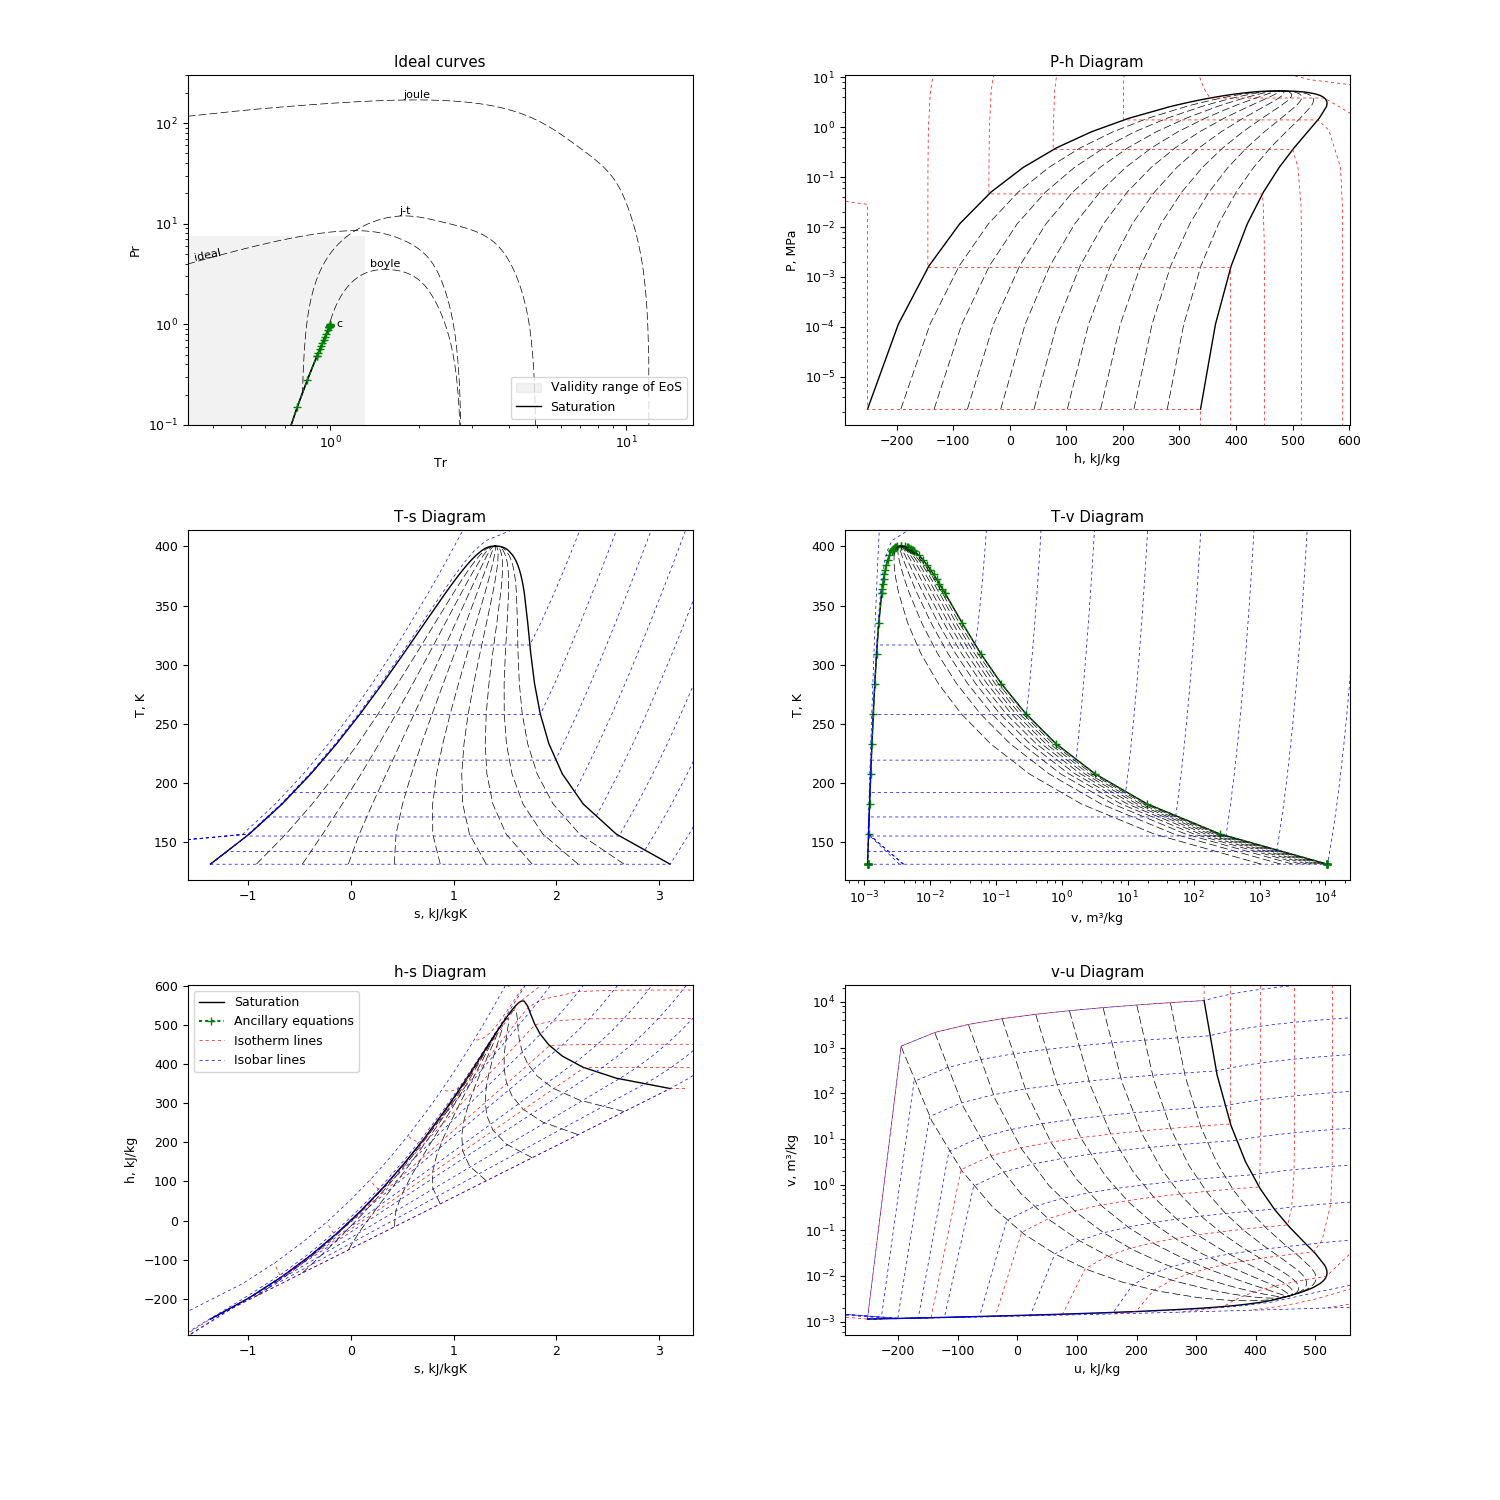 Ideal curves
joule
j-t
ideal
boyle
c
Validity range of EoS
Saturation
10²
10¹
10⁰
10⁻¹
Pr
10⁰ 10¹
Tr
P-h Diagram
10¹
10⁰
10⁻¹
10⁻²
10⁻³
10⁻⁴
10⁻⁵
P, MPa
−200 −100 0 100 200 300 400 500 600
h, kJ/kg
T-s Diagram
400
350
300
250
200
150
T, K
−1 0 1 2 3
s, kJ/kgK
T-v Diagram
400
350
300
250
200
150
T, K
10⁻³ 10⁻² 10⁻¹ 10⁰ 10¹ 10² 10³ 10⁴
v, m³/kg
h-s Diagram
Saturation
Ancillary equations
Isotherm lines
Isobar lines
600
500
400
300
200
100
0
−100
−200
h, kJ/kg
−1 0 1 2 3
s, kJ/kgK
v-u Diagram
10⁴
10³
10²
10¹
10⁰
10⁻¹
10⁻²
10⁻³
v, m³/kg
−200 −100 0 100 200 300 400 500
u, kJ/kg